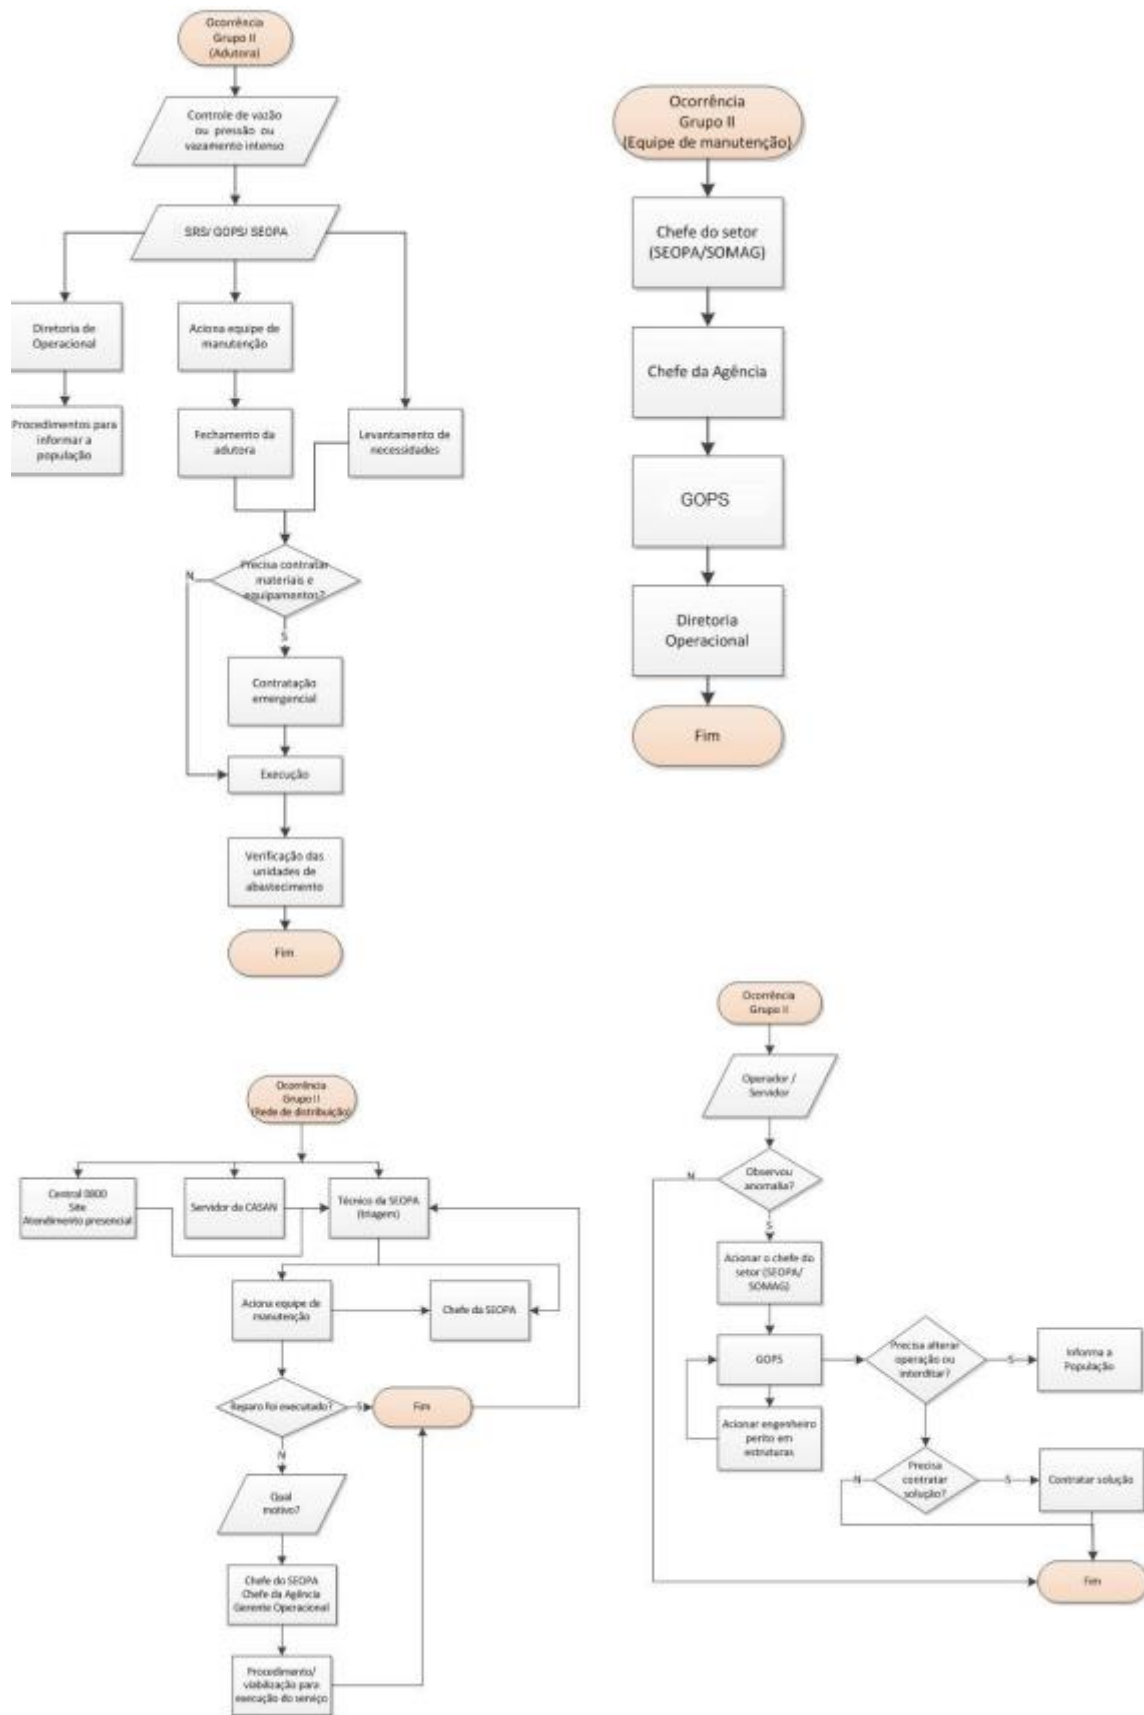 Ocorrência
Grupo II
(Adutora)
Controle de vazão
ou pressão ou
vazamento intenso
SRS/ GOPS/ SEOPA
Diretoria de
Operacional
Aciona equipe de
manutenção
Procedimentos para
informar a
população
Fechamento da
adutora
Levantamento de
necessidades
Precisa contratar
materiais e
equipamentos?
N
S
Contratação
emergencial
Execução
Verificação das
unidades de
abastecimento
Fim
Ocorrência
Grupo II
(Equipe de manutenção)
Chefe do setor
(SEOPA/SOMAG)
Chefe da Agência
GOPS
Diretoria
Operacional
Fim
Ocorrência
Grupo II
(Rede de distribuição)
Central 0800
Site
Atendimento presencial
Servidor da CASAN
Técnico da SEOPA
(triagem)
Aciona equipe de
manutenção
Chefe da SEOPA
Reparo foi executado?
S
Fim
N
Qual
motivo?
Chefe do SEOPA
Chefe da Agência
Gerente Operacional
Procedimento/
viabilização para
execução do serviço
Ocorrência
Grupo II
Operador /
Servidor
Observou
anomalia?
N
S
Acionar o chefe do
setor (SEOPA/
SOMAG)
GOPS
Precisa alterar
operação ou
interditar?
S
Informa a
População
Acionar engenheiro
perito em
estruturas
Precisa
contratar
solução?
N
S
Contratar solução
Fim